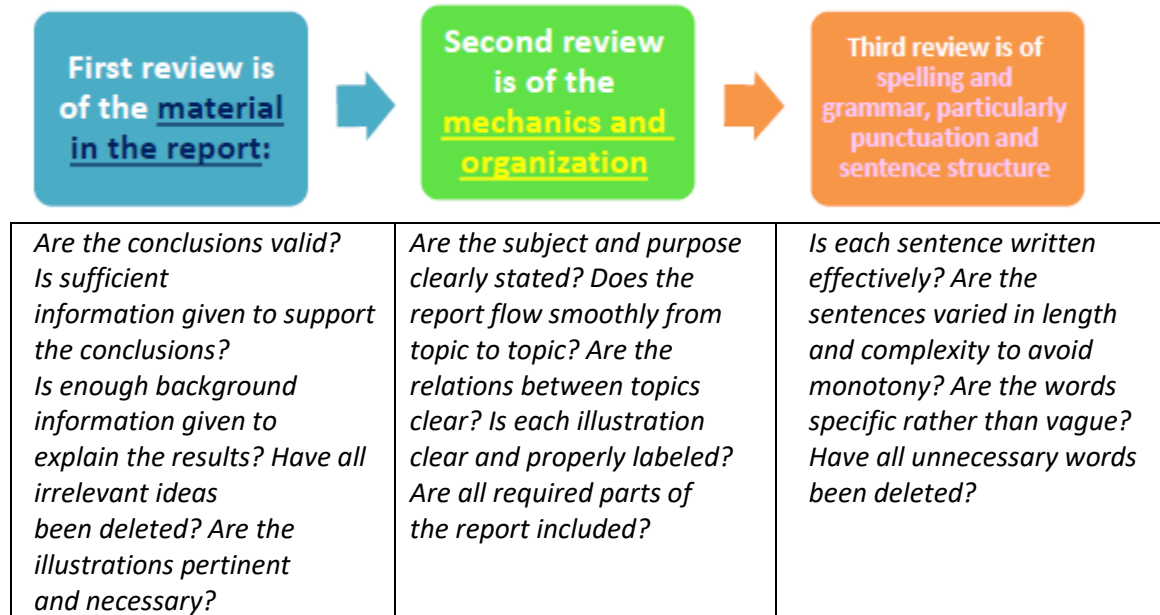 First review is
of the material
in the report:
Second review
is of the
mechanics and
organization
Third review is of
spelling and
grammar, particularly
punctuation and
sentence structure
Are the conclusions valid?
Is sufficient
information given to support
the conclusions?
Is enough background
information given to
explain the results? Have all
irrelevant ideas
been deleted? Are the
illustrations pertinent
and necessary?
Are the subject and purpose
clearly stated? Does the
report flow smoothly from
topic to topic? Are the
relations between topics
clear? Is each illustration
clear and properly labeled?
Are all required parts of
the report included?
Is each sentence written
effectively? Are the
sentences varied in length
and complexity to avoid
monotony? Are the words
specific rather than vague?
Have all unnecessary words
been deleted?